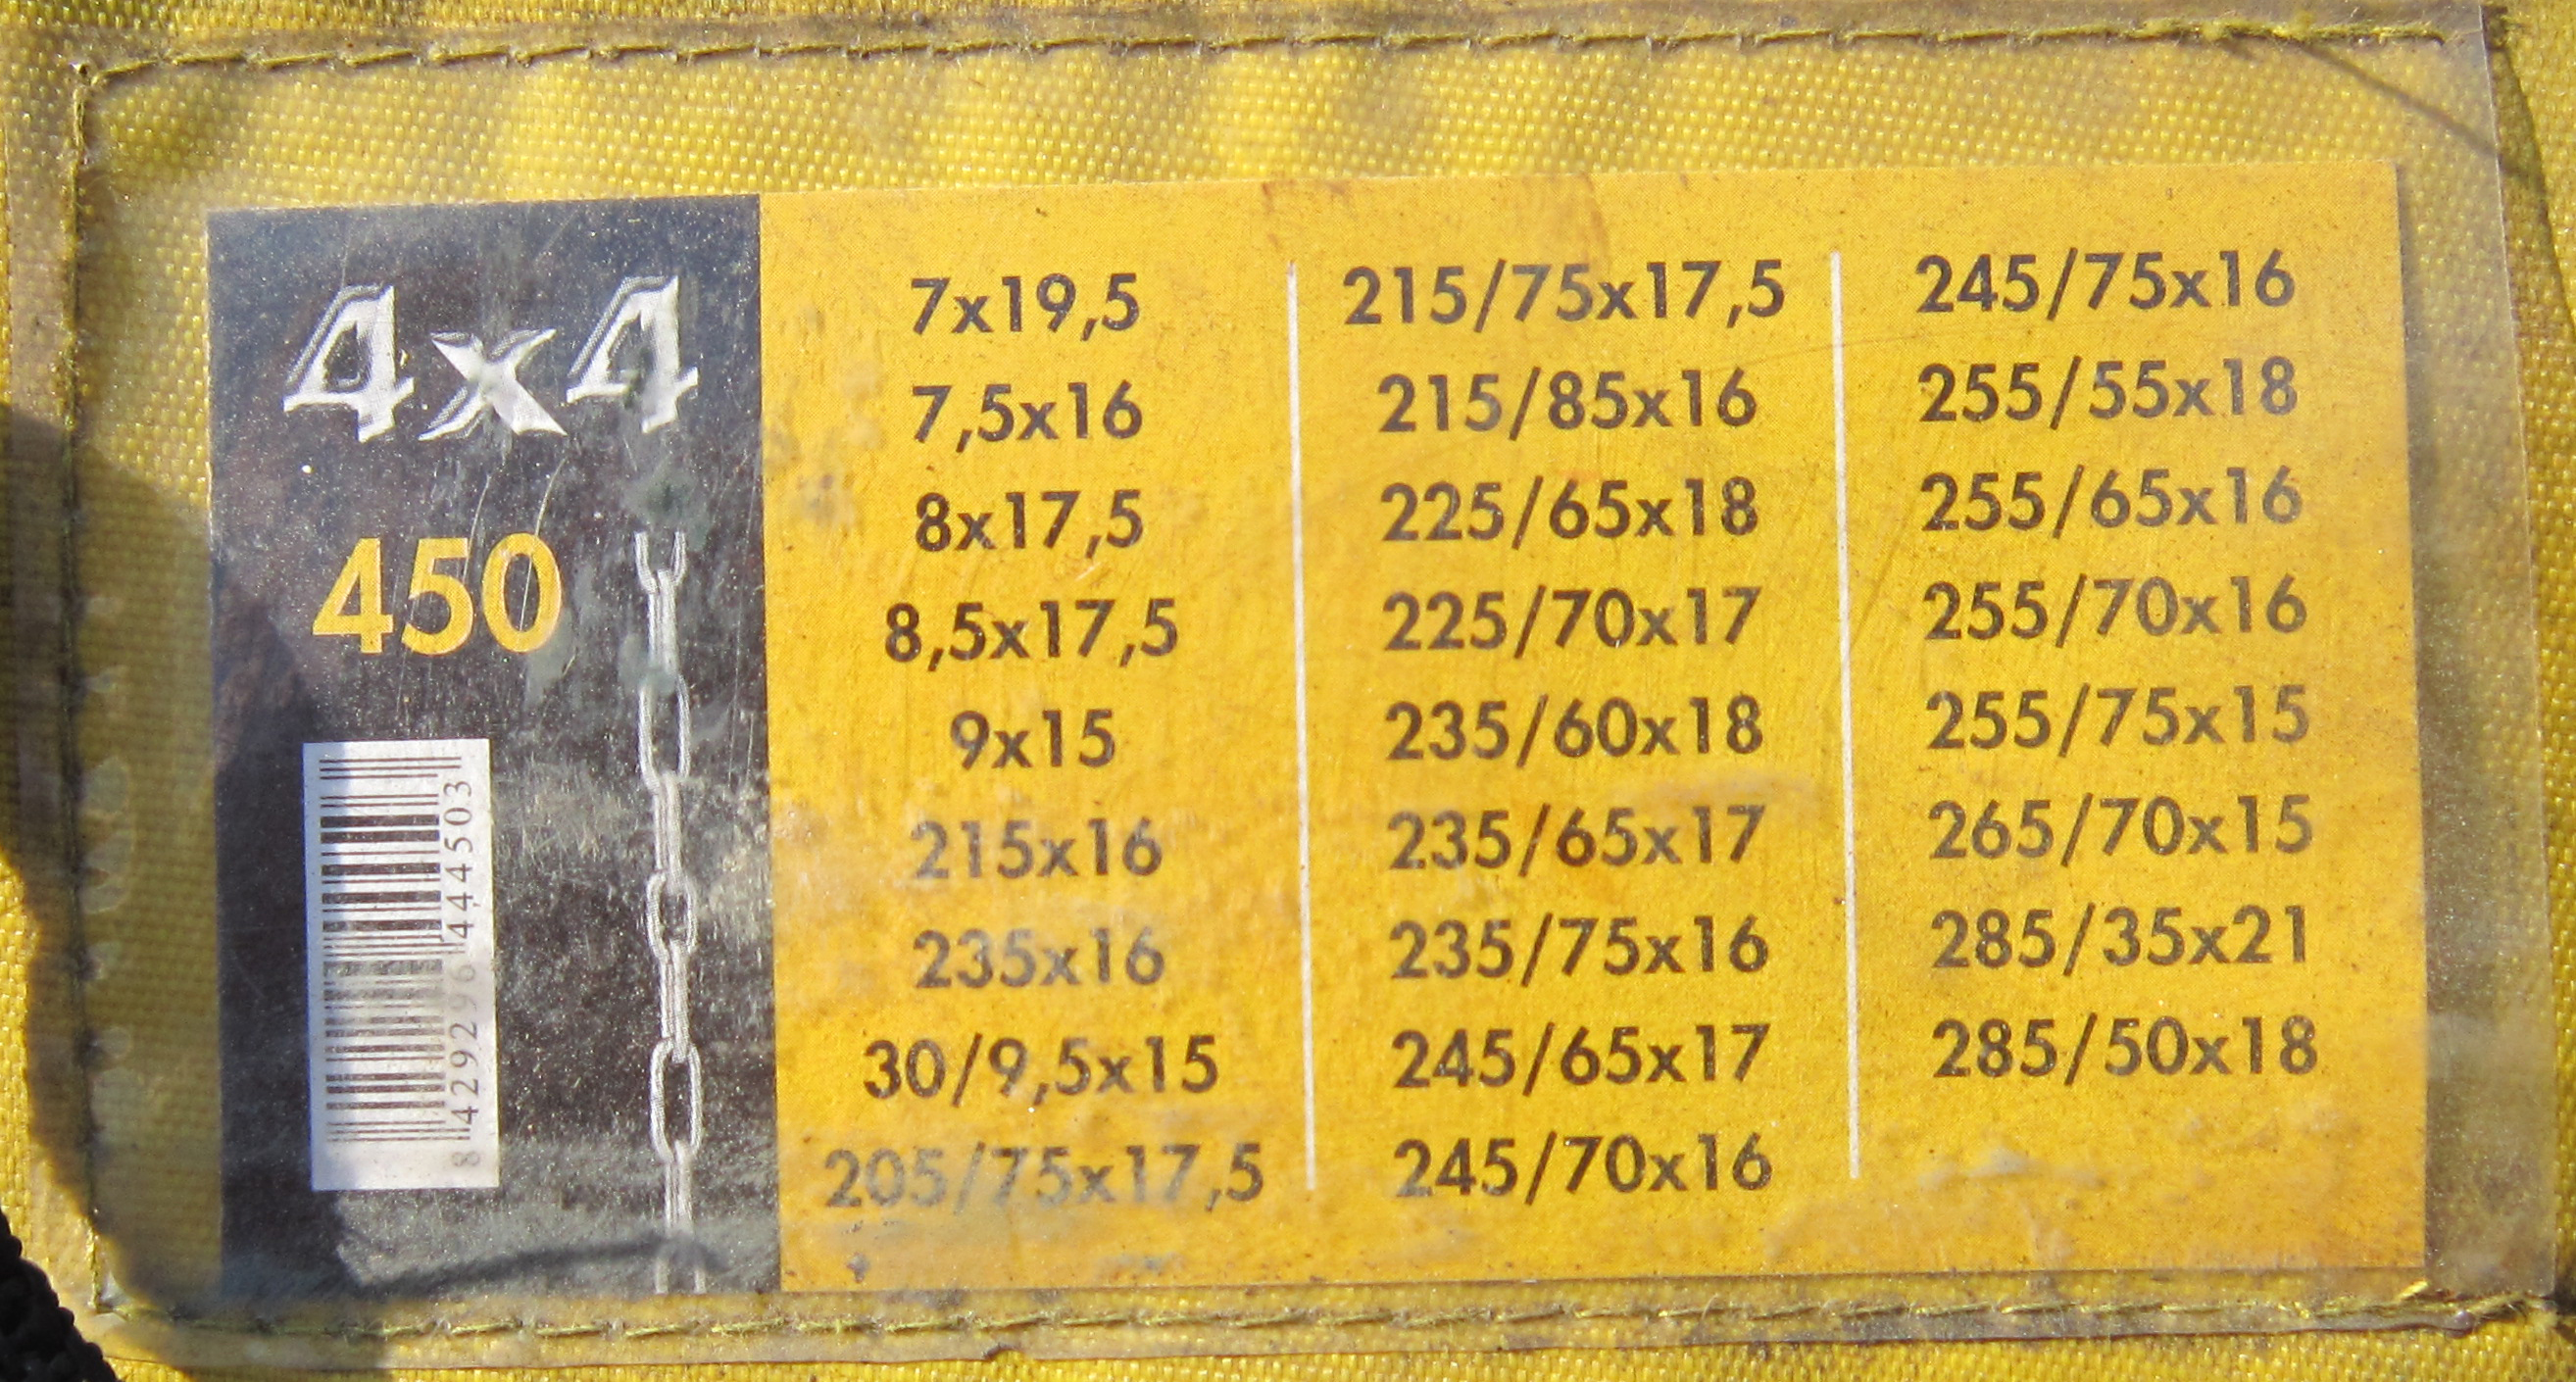 4x4
450
8 429296 444503
7x19,5
7,5x16
8x17,5
8,5x17,5
9x15
215x16
235x16
30/9,5x15
205/75x17,5
215/75x17,5
215/85x16
225/65x18
225/70x17
235/60x18
235/65x17
235/75x16
245/65x17
245/70x16
245/75x16
255/55x18
255/65x16
255/70x16
255/75x15
265/70x15
285/35x21
285/50x18